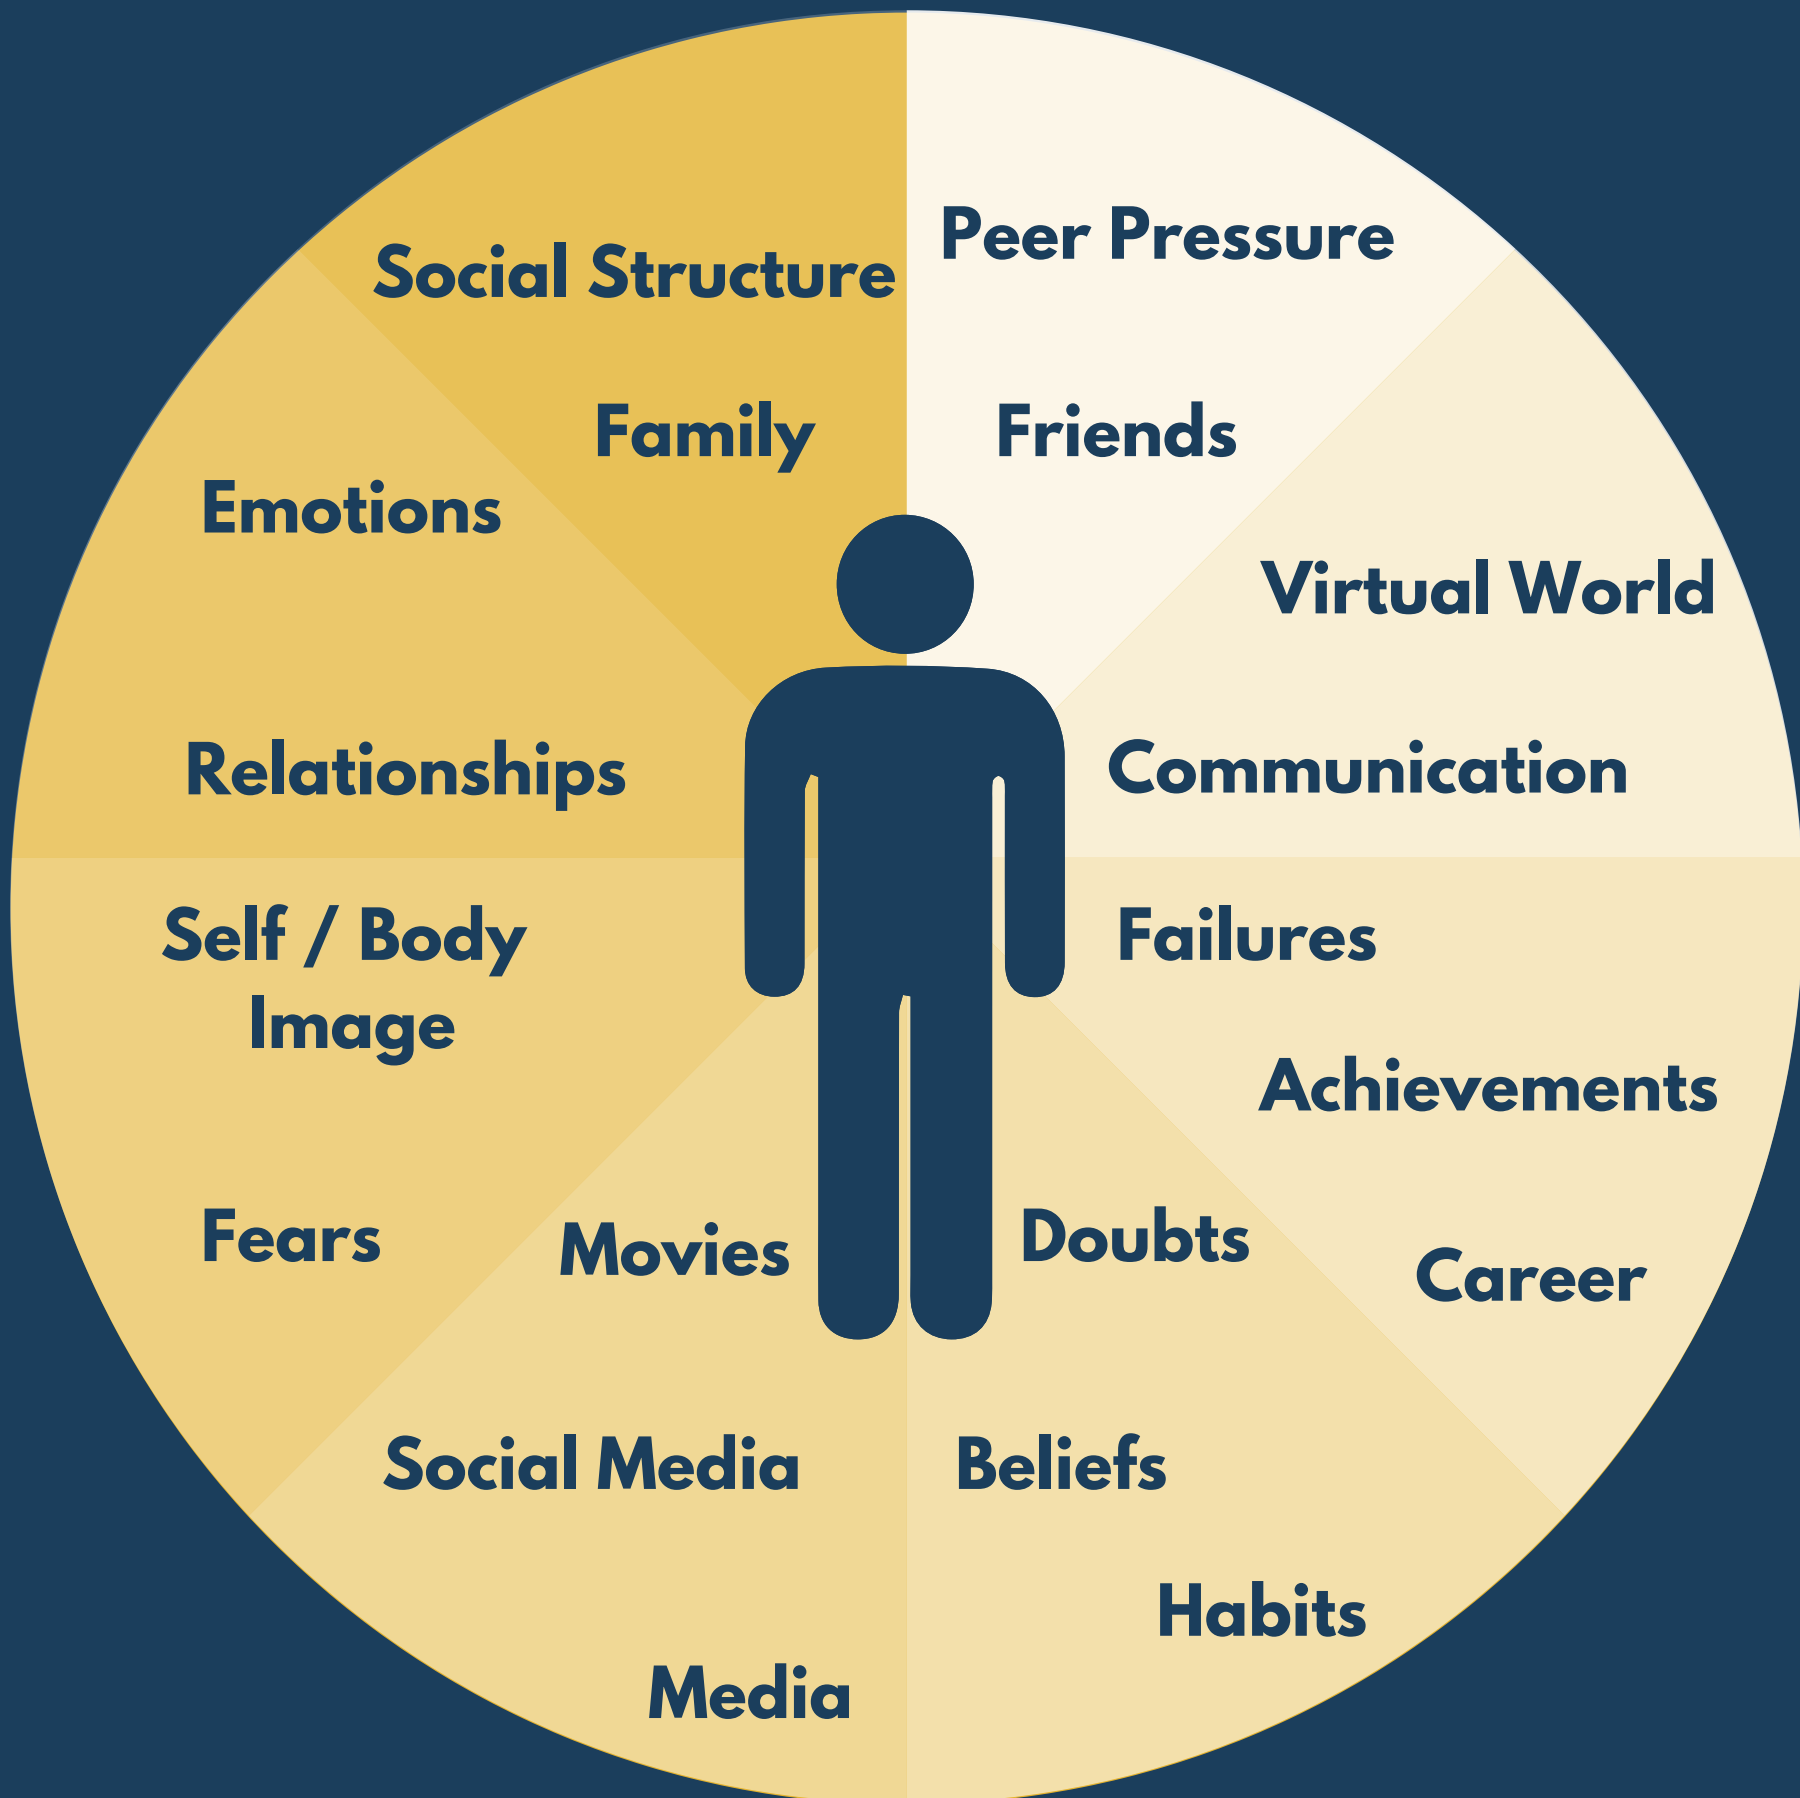 Peer Pressure
Social Structure
Family
Friends
Emotions
Virtual World
Relationships
Communication
Self / Body
Image
Failures
Achievements
Fears
Movies
Doubts
Career
Social Media
Beliefs
Habits
Media